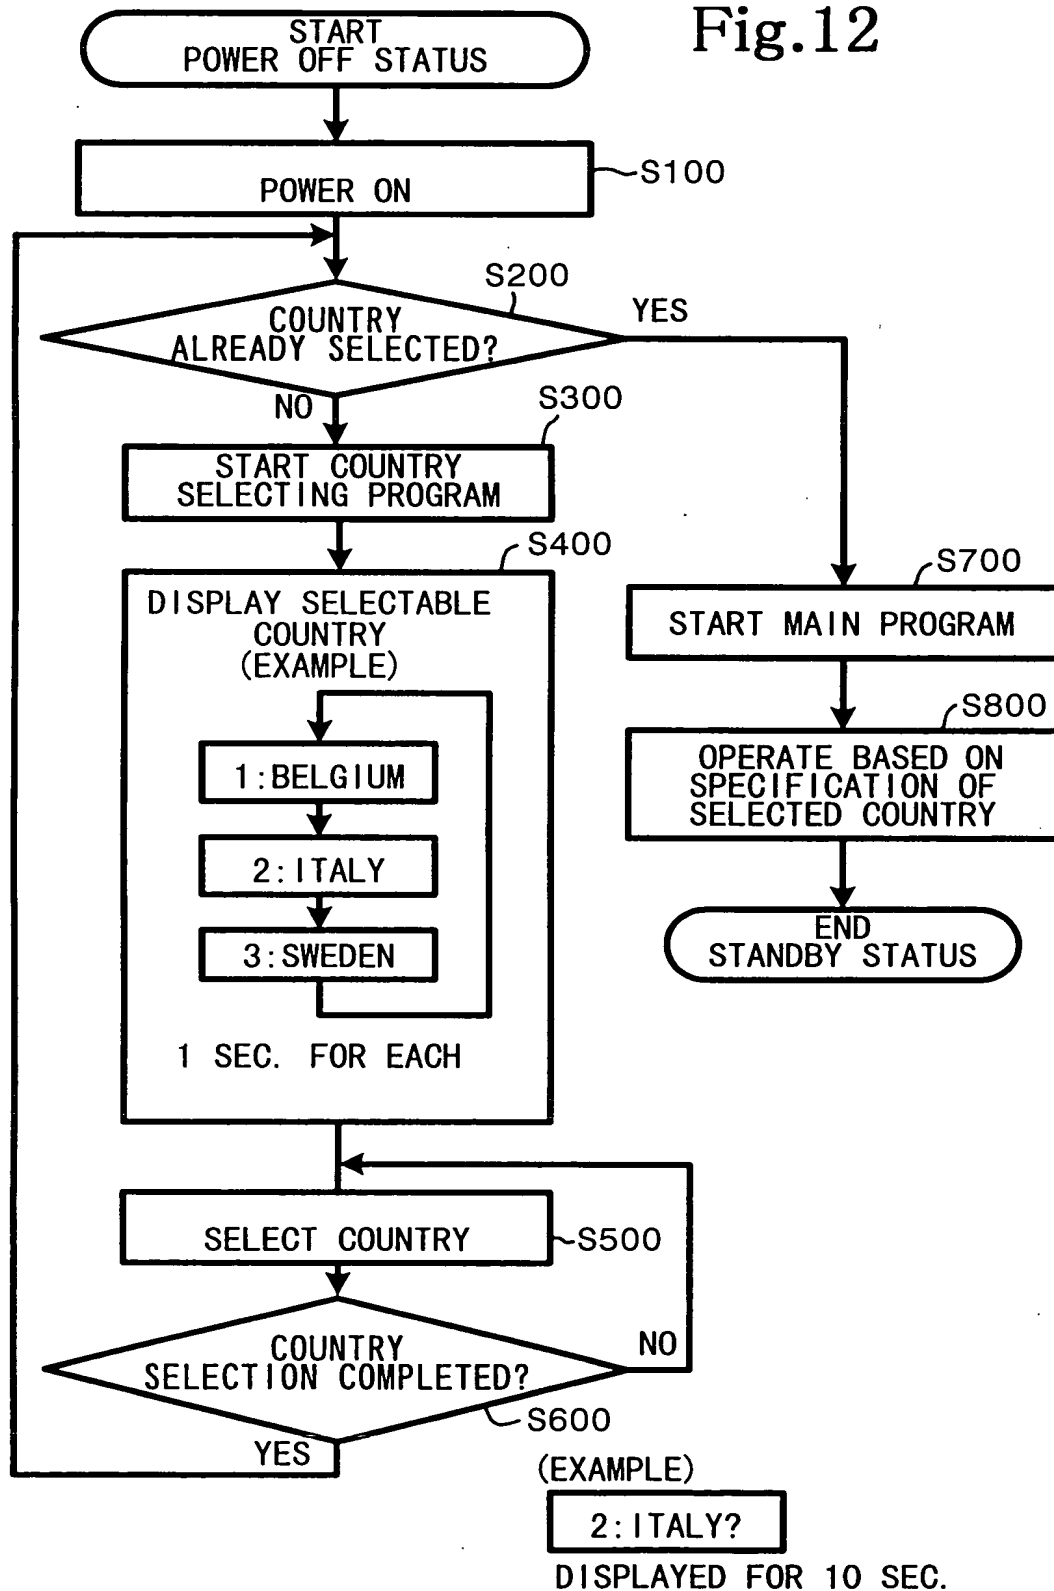 Fig.12
START
POWER OFF STATUS
POWER ON
S100
S200
COUNTRY
ALREADY SELECTED?
YES
NO
S300
START COUNTRY
SELECTING PROGRAM
S400
DISPLAY SELECTABLE
COUNTRY
(EXAMPLE)
1:BELGIUM
2:ITALY
3:SWEDEN
1 SEC. FOR EACH
S700
START MAIN PROGRAM
S800
OPERATE BASED ON
SPECIFICATION OF
SELECTED COUNTRY
END
STANDBY STATUS
SELECT COUNTRY
S500
COUNTRY
SELECTION COMPLETED?
NO
S600
YES
(EXAMPLE)
2:ITALY?
DISPLAYED FOR 10 SEC.